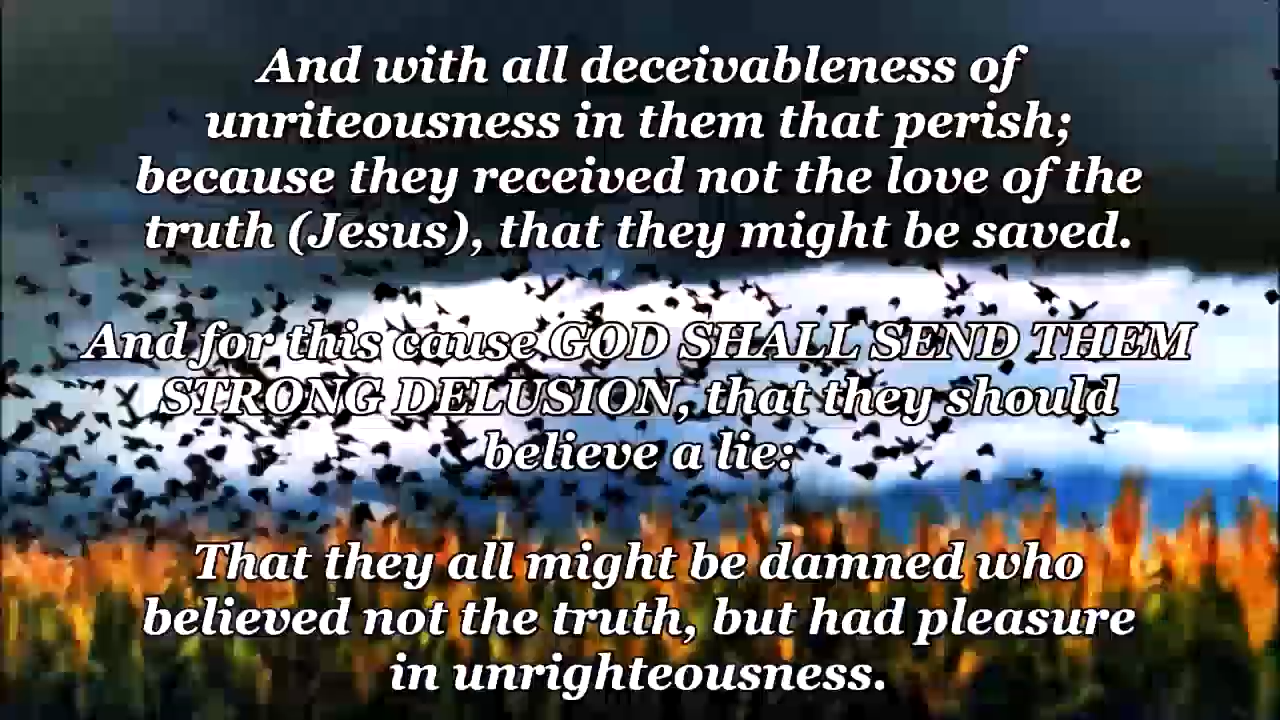 And with all deceivableness of
unriteousness in them that perish;
because they received not the love of the
truth (Jesus), that they might be saved.
And for this cause GOD SHALL SEND THEM
STRONG DELUSION, that they should
believe a lie:
That they all might be damned who
believed not the truth, but had pleasure
in unrighteousness.